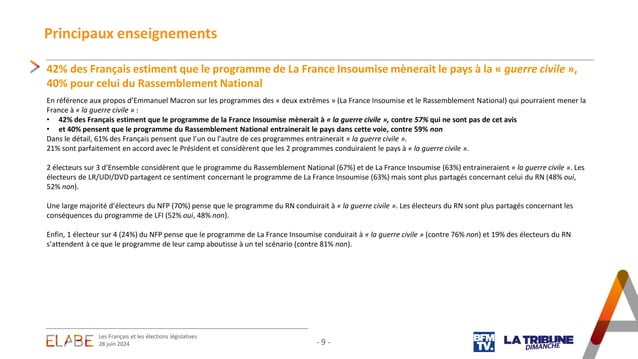 Principaux enseignements
42% des Français estiment que le programme de La France Insoumise mènerait le pays à la « guerre civile »,
40% pour celui du Rassemblement National
En référence aux propos d'Emmanuel Macron sur les programmes des « deux extrêmes » (La France Insoumise et le Rassemblement National) qui pourraient mener la
France à « la guerre civile » :
• 42% des Français estiment que le programme de la France Insoumise mènerait à « la guerre civile », contre 57% qui ne sont pas de cet avis
• et 40% pensent que le programme du Rassemblement National entrainerait le pays dans cette voie, contre 59% non
Dans le détail, 61% des Français pensent que l'un ou l'autre de ces programmes entrainerait « la guerre civile ».
21% sont parfaitement en accord avec le Président et considèrent que les 2 programmes conduiraient le pays à « la guerre civile ».
2 électeurs sur 3 d'Ensemble considèrent que le programme du Rassemblement National (67%) et de La France Insoumise (63%) entraineraient « la guerre civile ». Les
électeurs de LR/UDI/DVD partagent ce sentiment concernant le programme de La France Insoumise (63%) mais sont plus partagés concernant celui du RN (48% oui,
52% non).
Une large majorité d'électeurs du NFP (70%) pense que le programme du RN conduirait à « la guerre civile ». Les électeurs du RN sont plus partagés concernant les
conséquences du programme de LFI (52% oui, 48% non).
Enfin, 1 électeur sur 4 (24%) du NFP pense que le programme de La France Insoumise conduirait à « la guerre civile » (contre 76% non) et 19% des électeurs du RN
s'attendent à ce que le programme de leur camp aboutisse à un tel scénario (contre 81% non).
ELABE
Les Français et les élections législatives
28 juin 2024
- 9 -
BFM
TV.
LA TRIBUNE
DIMANCHE